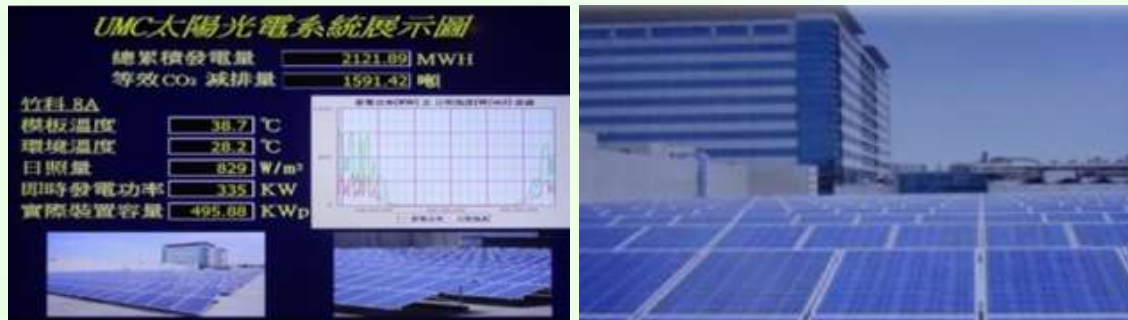 UMC太陽光電系統展示圖
總累積發電量 2121.89 MWH
等效CO₂ 減排量 1591.42 噸
竹科 8A
模板溫度 38.7 ℃
環境溫度 28.2 ℃
日照量 829 W/m²
即時發電功率 335 KW
實際裝置容量 495.88 KWp